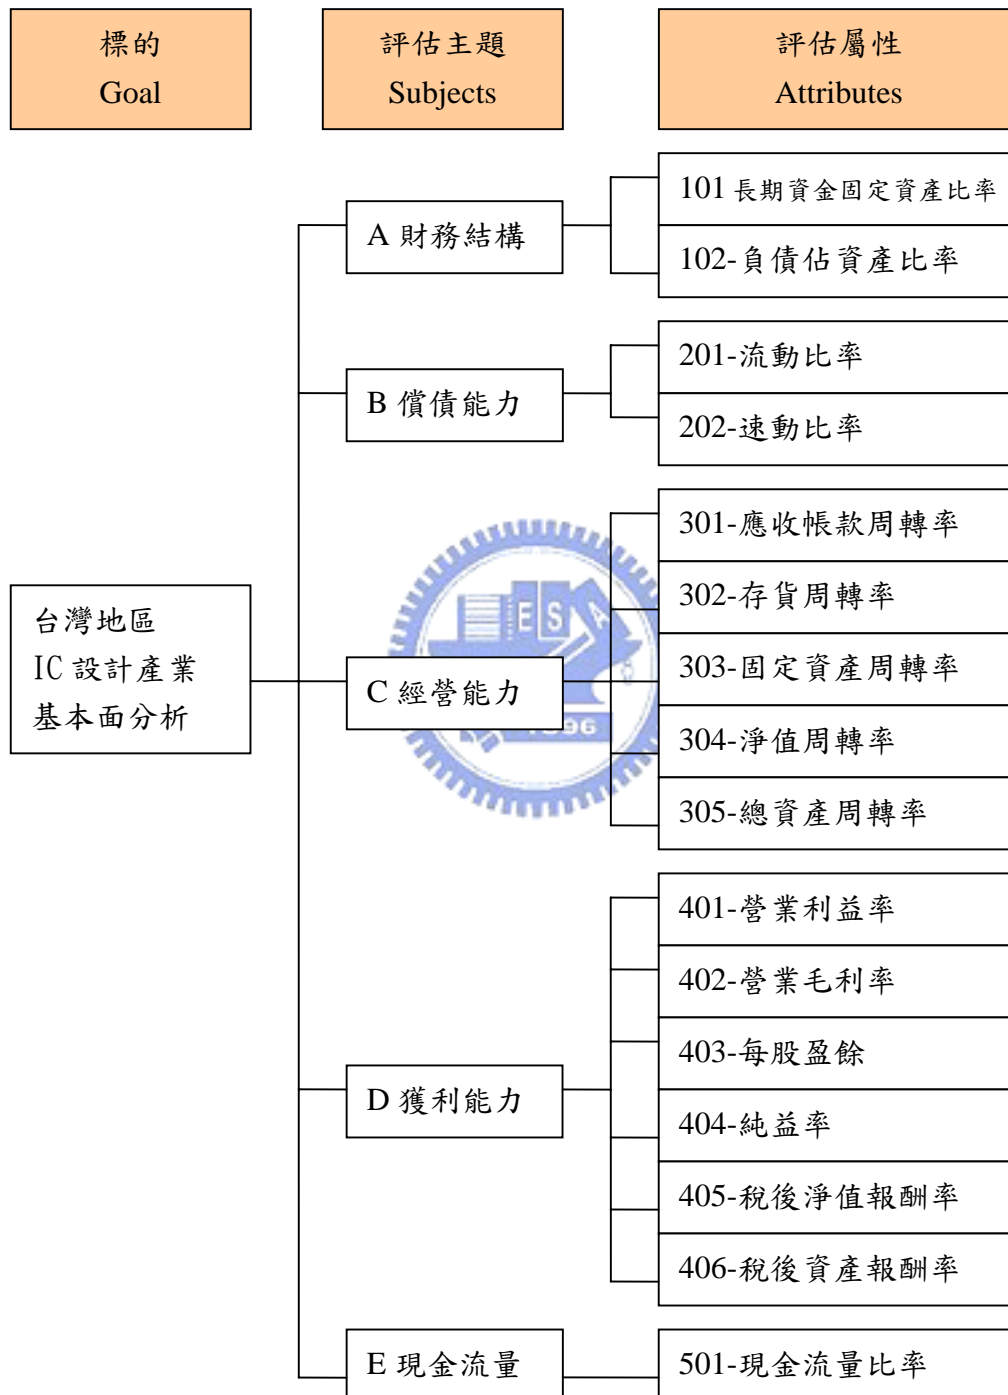 標的
Goal
評估主題
Subjects
評估屬性
Attributes
A 財務結構
101 長期資金固定資產比率
102-負債佔資產比率
B 償債能力
201-流動比率
202-速動比率
台灣地區
IC 設計產業
基本面分析
C 經營能力
301-應收帳款周轉率
302-存貨周轉率
303-固定資產周轉率
304-淨值周轉率
305-總資產周轉率
D 獲利能力
401-營業利益率
402-營業毛利率
403-每股盈餘
404-純益率
405-稅後淨值報酬率
406-稅後資產報酬率
E 現金流量
501-現金流量比率
ESA